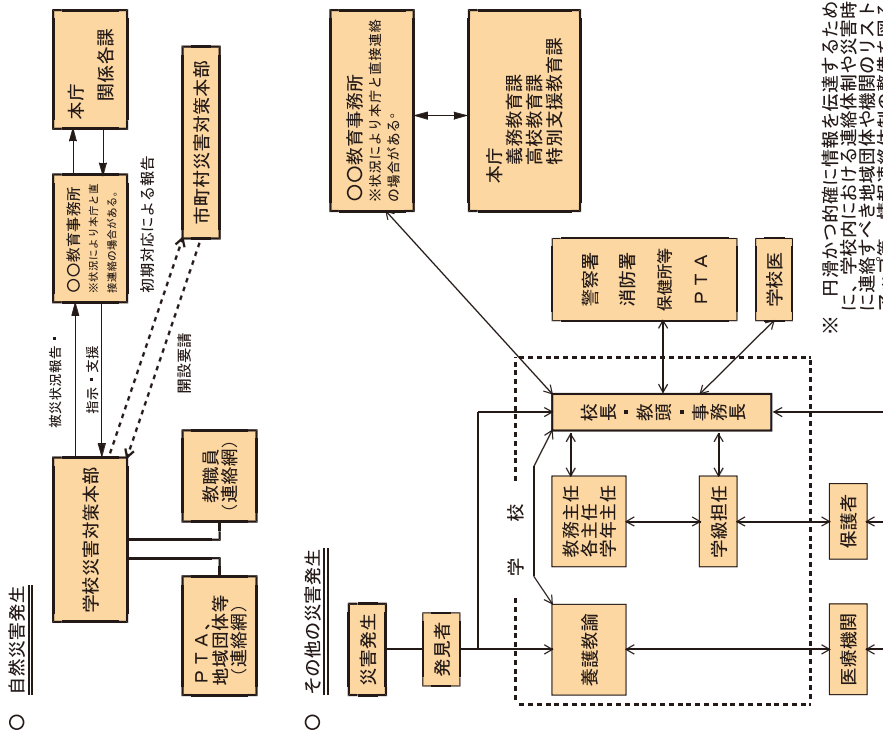 ○ 自然災害発生
学校災害対策本部
被災状況報告・
指示・支援
〇〇教育事務所
※状況により本庁と直
接連絡の場合がある。
本庁
関係各課
PTA、
地域団体等
(連絡網)
教職員
(連絡網)
開設要請
初期対応による報告
市町村災害対策本部
○ その他の災害発生
災害発生
発見者
学校
養護教諭
教務主任
各主任
学年主任
学級担任
校長・教頭・事務長
〇〇教育事務所
※状況により本庁と直接連絡
の場合がある。
本庁
義務教育課
高校教育課
特別支援教育課
警察署
消防署
保健所等
PTA
学校医
医療機関
保護者
※ 円滑かつ的確に情報を伝達するため
に、学校内における連絡体制や災害時
に連絡すべき地域団体や機関のリスト